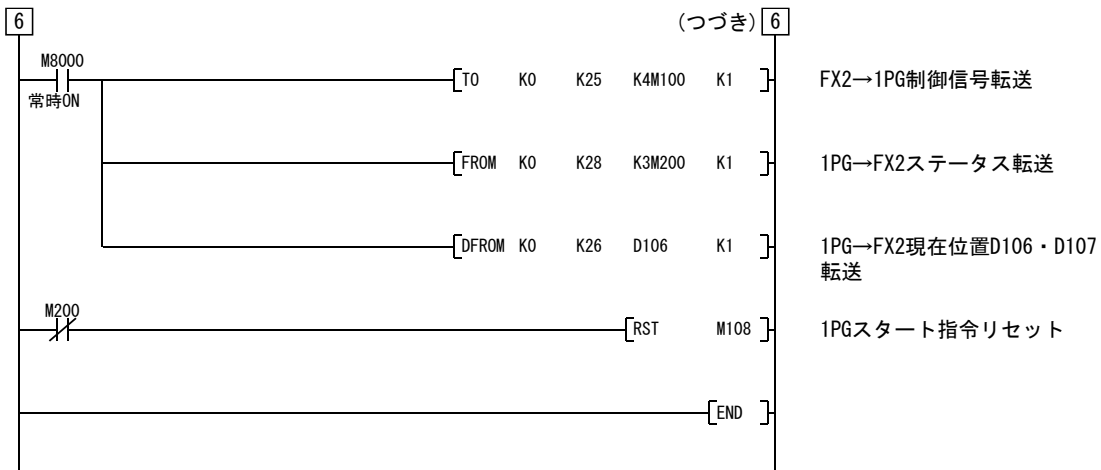 6 (つづき) 6
M8000
常時ON
TO K0 K25 K4M100 K1 FX2→1PG制御信号転送
FROM K0 K28 K3M200 K1 1PG→FX2ステータス転送
DFROM K0 K26 D106 K1 1PG→FX2現在位置D106・D107
転送
M200
RST M108 1PGスタート指令リセット
END